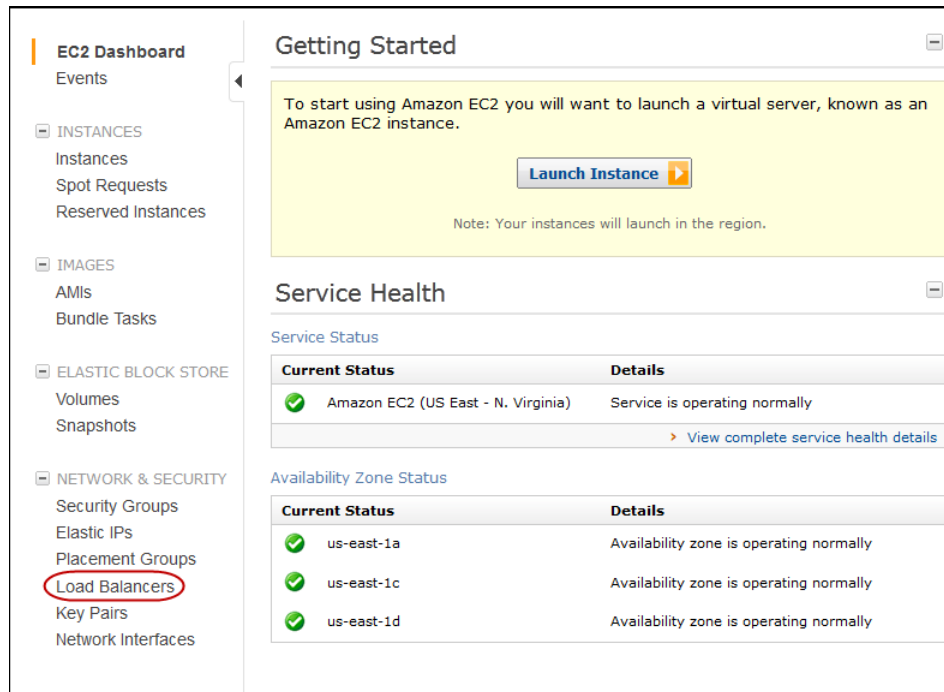 EC2 Dashboard
Events
INSTANCES
Instances
Spot Requests
Reserved Instances
IMAGES
AMIs
Bundle Tasks
ELASTIC BLOCK STORE
Volumes
Snapshots
NETWORK & SECURITY
Security Groups
Elastic IPs
Placement Groups
Load Balancers
Key Pairs
Network Interfaces
Getting Started
To start using Amazon EC2 you will want to launch a virtual server, known as an
Amazon EC2 instance.
Launch Instance
Note: Your instances will launch in the region.
Service Health
Service Status
Current Status Details
Amazon EC2 (US East - N. Virginia) Service is operating normally
View complete service health details
Availability Zone Status
Current Status Details
us-east-1a Availability zone is operating normally
us-east-1c Availability zone is operating normally
us-east-1d Availability zone is operating normally